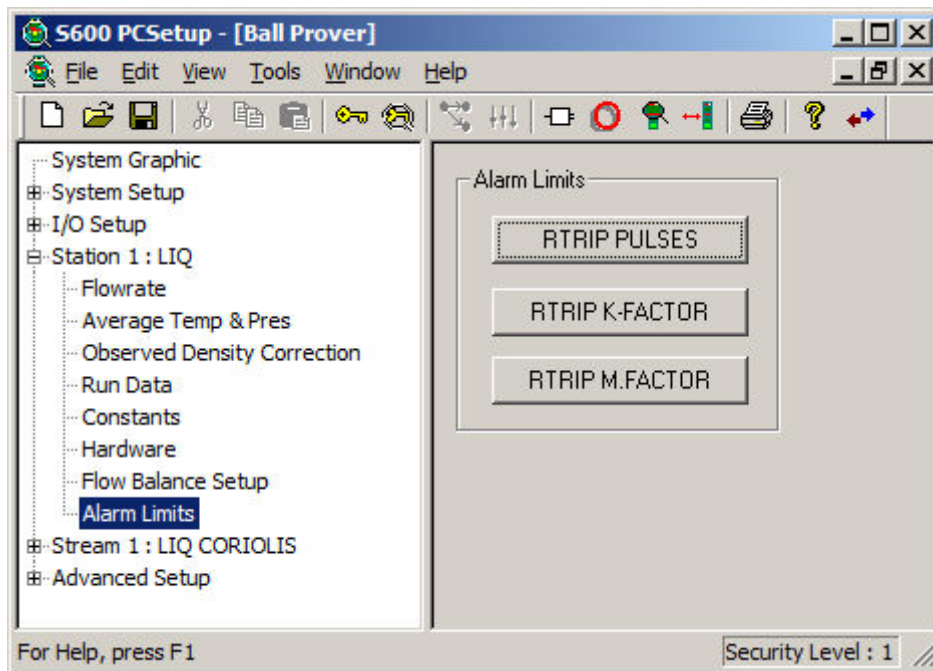 S600 PCSetup - [Ball Prover]
File Edit View Tools Window Help
System Graphic
System Setup
I/O Setup
Station 1 : LIQ
Flowrate
Average Temp & Pres
Observed Density Correction
Run Data
Constants
Hardware
Flow Balance Setup
Alarm Limits
Stream 1 : LIQ CORIOLIS
Advanced Setup
Alarm Limits
RTRIP PULSES
RTRIP K-FACTOR
RTRIP M.FACTOR
For Help, press F1
Security Level : 1